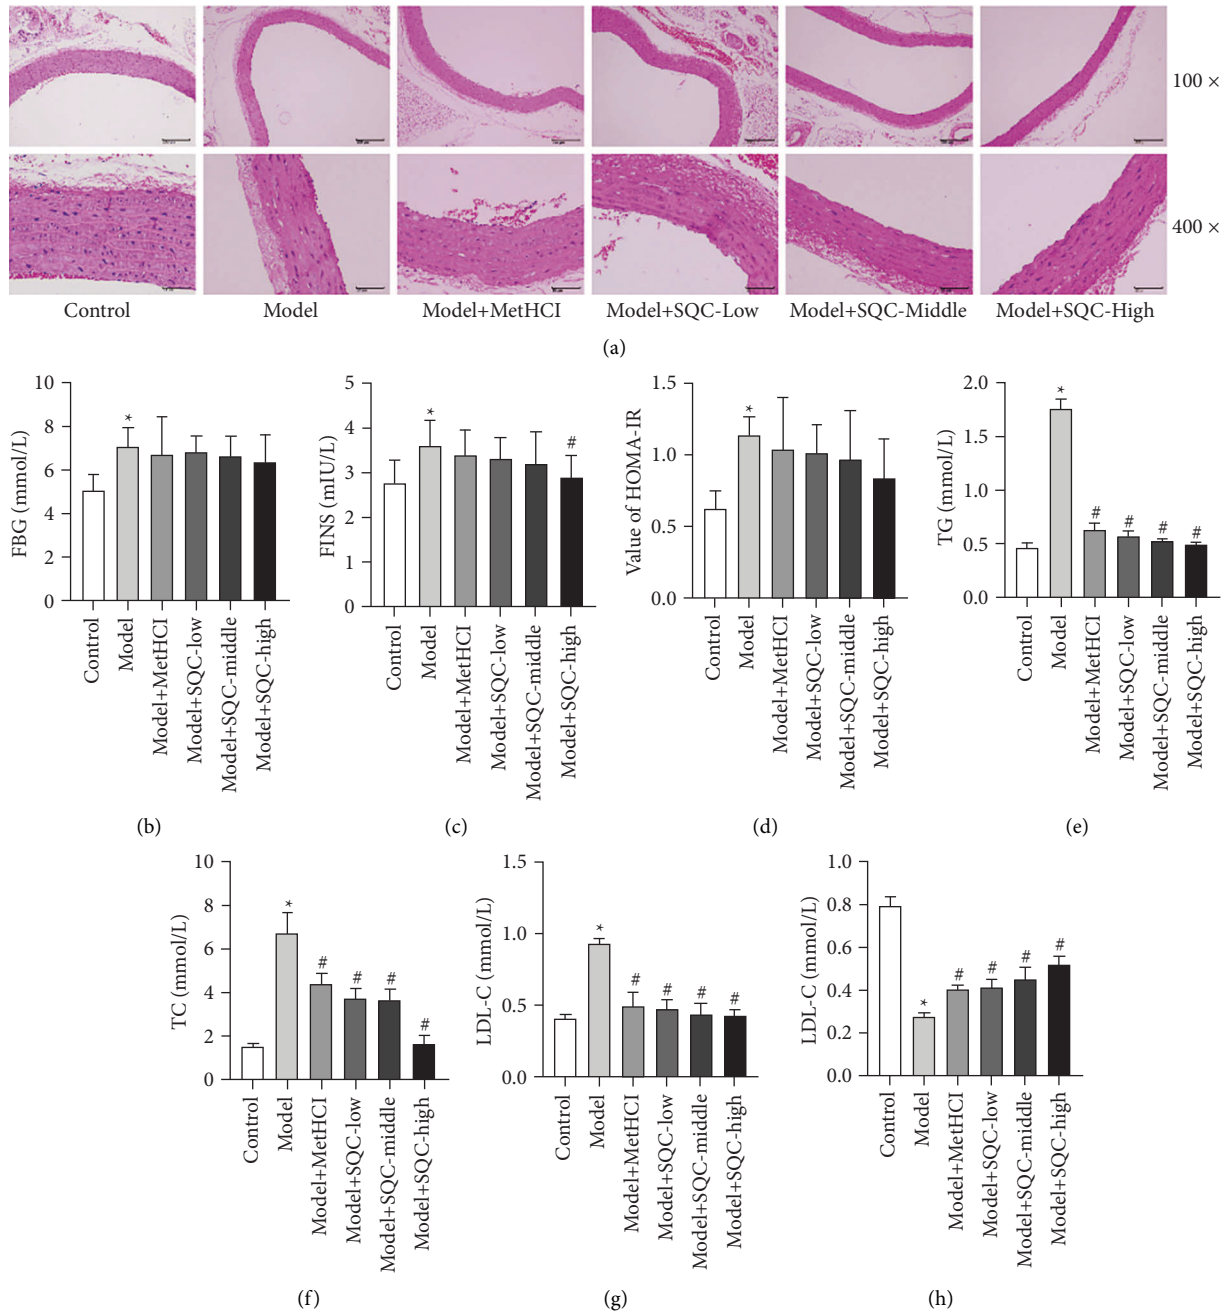 100 ×
400 ×
Control
Model
Model+MetHCI
Model+SQC-Low
Model+SQC-Middle
Model+SQC-High
(a)
FBG (mmol/L)
10
8
6
4
2
0
Control
Model
Model+MetHCI
Model+SQC-low
Model+SQC-middle
Model+SQC-high
*
(b)
FINS (mIU/L)
5
4
3
2
1
0
Control
Model
Model+MetHCI
Model+SQC-low
Model+SQC-middle
Model+SQC-high
*
#
(c)
Value of HOMA-IR
1.5
1.0
0.5
0.0
Control
Model
Model+MetHCI
Model+SQC-low
Model+SQC-middle
Model+SQC-high
*
(d)
TG (mmol/L)
2.0
1.5
1.0
0.5
0.0
Control
Model
Model+MetHCI
Model+SQC-low
Model+SQC-middle
Model+SQC-high
*
# # # #
(e)
TC (mmol/L)
10
8
6
4
2
0
Control
Model
Model+MetHCI
Model+SQC-low
Model+SQC-middle
Model+SQC-high
*
# # # #
(f)
LDL-C (mmol/L)
1.5
1.0
0.5
0.0
Control
Model
Model+MetHCI
Model+SQC-low
Model+SQC-middle
Model+SQC-high
*
# # # #
(g)
LDL-C (mmol/L)
1.0
0.8
0.6
0.4
0.2
0.0
Control
Model
Model+MetHCI
Model+SQC-low
Model+SQC-middle
Model+SQC-high
*
# # # #
(h)